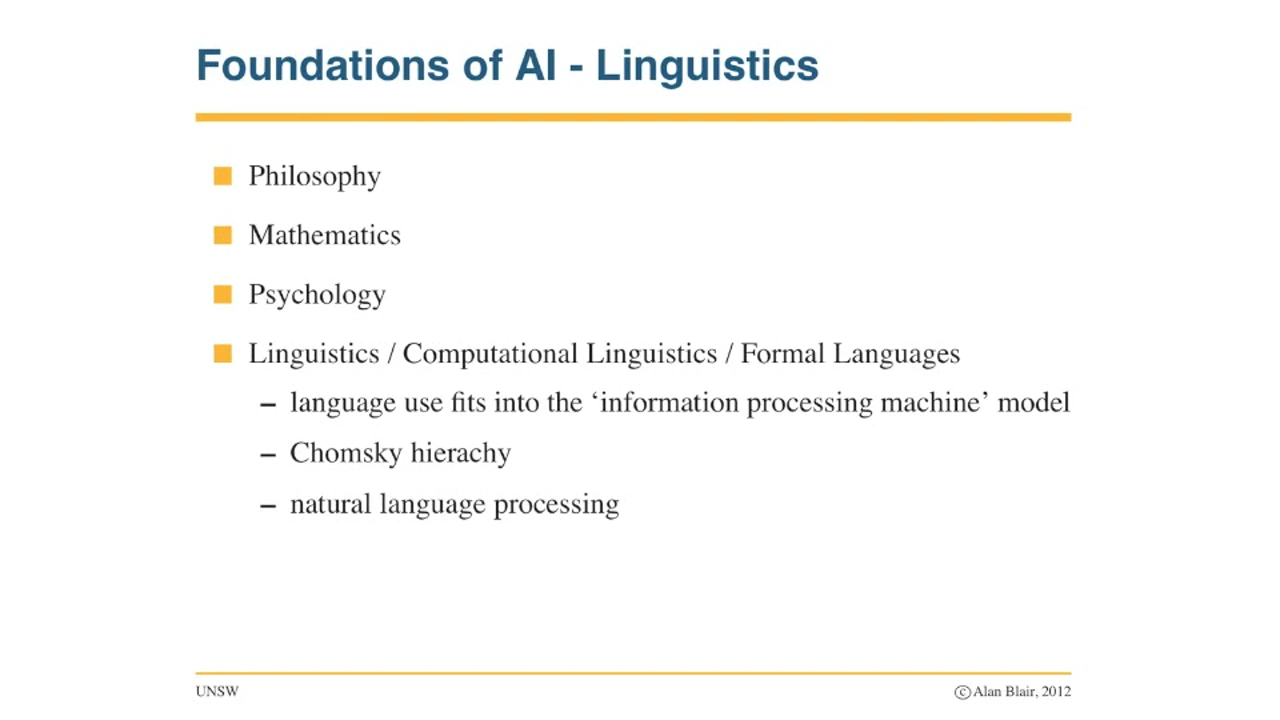 Foundations of AI - Linguistics
Philosophy
Mathematics
Psychology
Linguistics / Computational Linguistics / Formal Languages
– language use fits into the ‘information processing machine’ model
– Chomsky hierachy
– natural language processing
UNSW
©Alan Blair, 2012